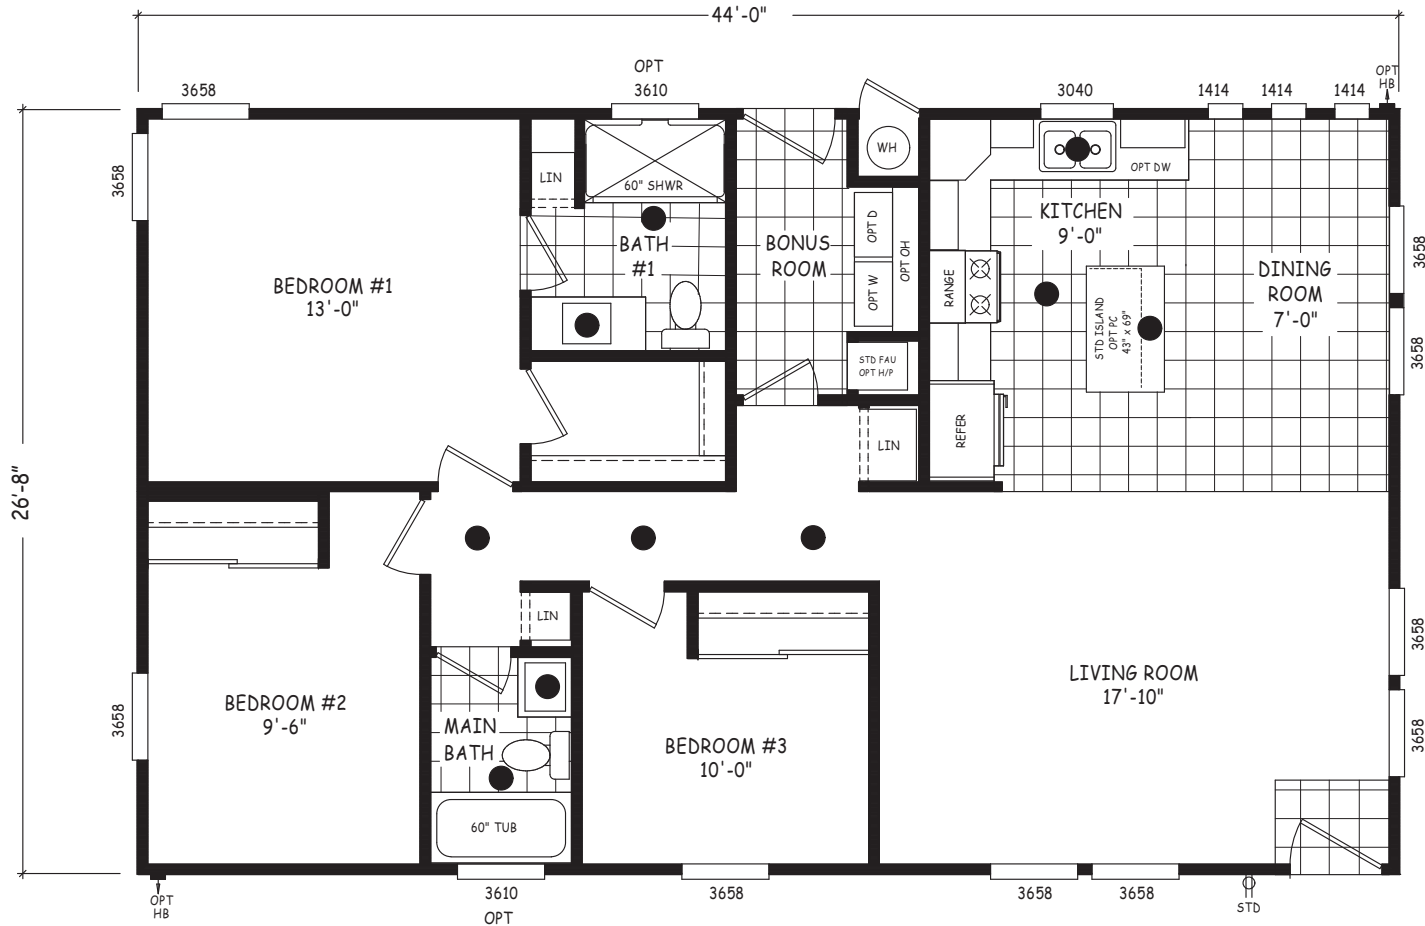 44'-0"
OPT
OPT
HB
3658
3610
3040
1414
1414
1414
3658
WH
LIN
60" SHWR
OPT DW
KITCHEN
9'-0"
BATH
#1
BONUS
ROOM
OPT D
OPT W
OPT OH
RANGE
DINING
ROOM
7'-0"
3658
3658
BEDROOM #1
13'-0"
STD ISLAND
OPT PC
43" x 69"
STD FAU
OPT H/P
LIN
REFER
26'-8"
LIN
3658
3658
BEDROOM #2
9'-6"
3658
MAIN
BATH
BEDROOM #3
10'-0"
LIVING ROOM
17'-10"
60" TUB
OPT
HB
3610
OPT
3658
3658
3658
STD